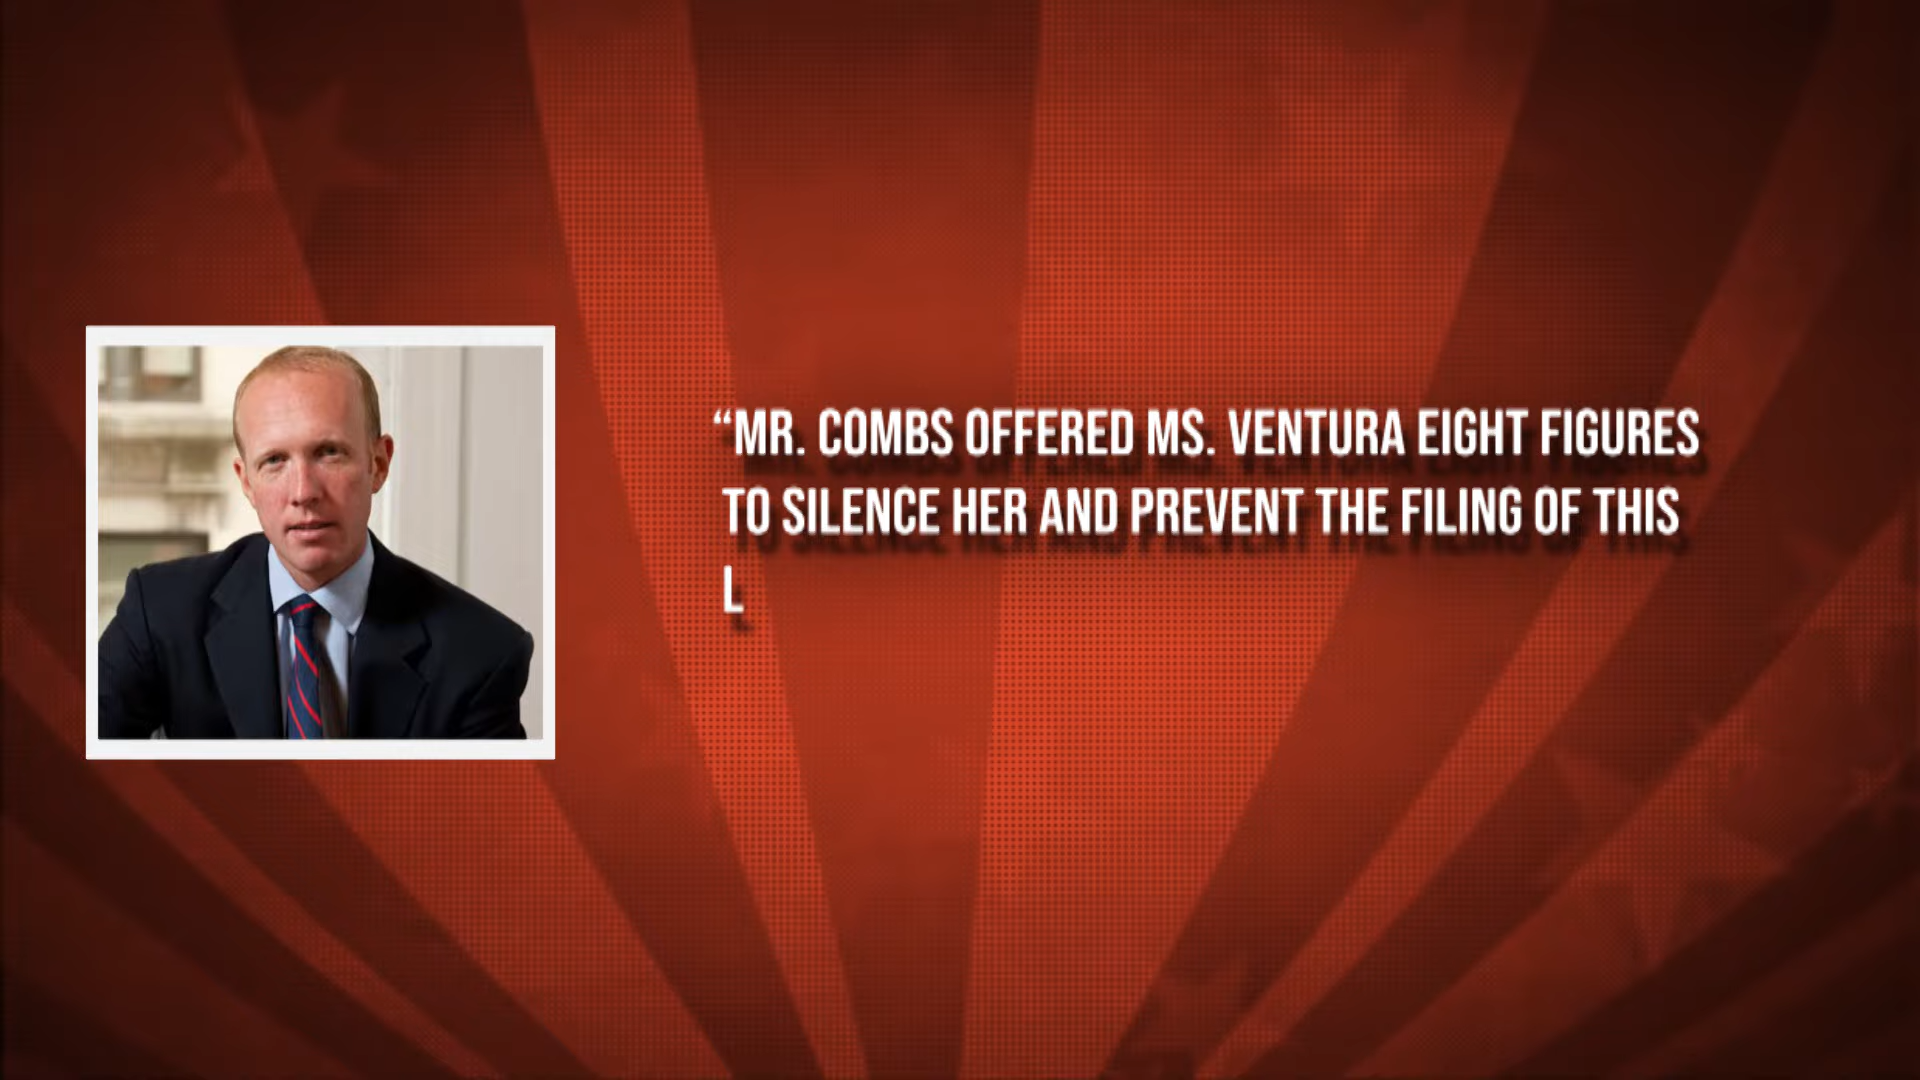 “MR. COMBS OFFERED MS. VENTURA EIGHT FIGURES
TO SILENCE HER AND PREVENT THE FILING OF THIS
L